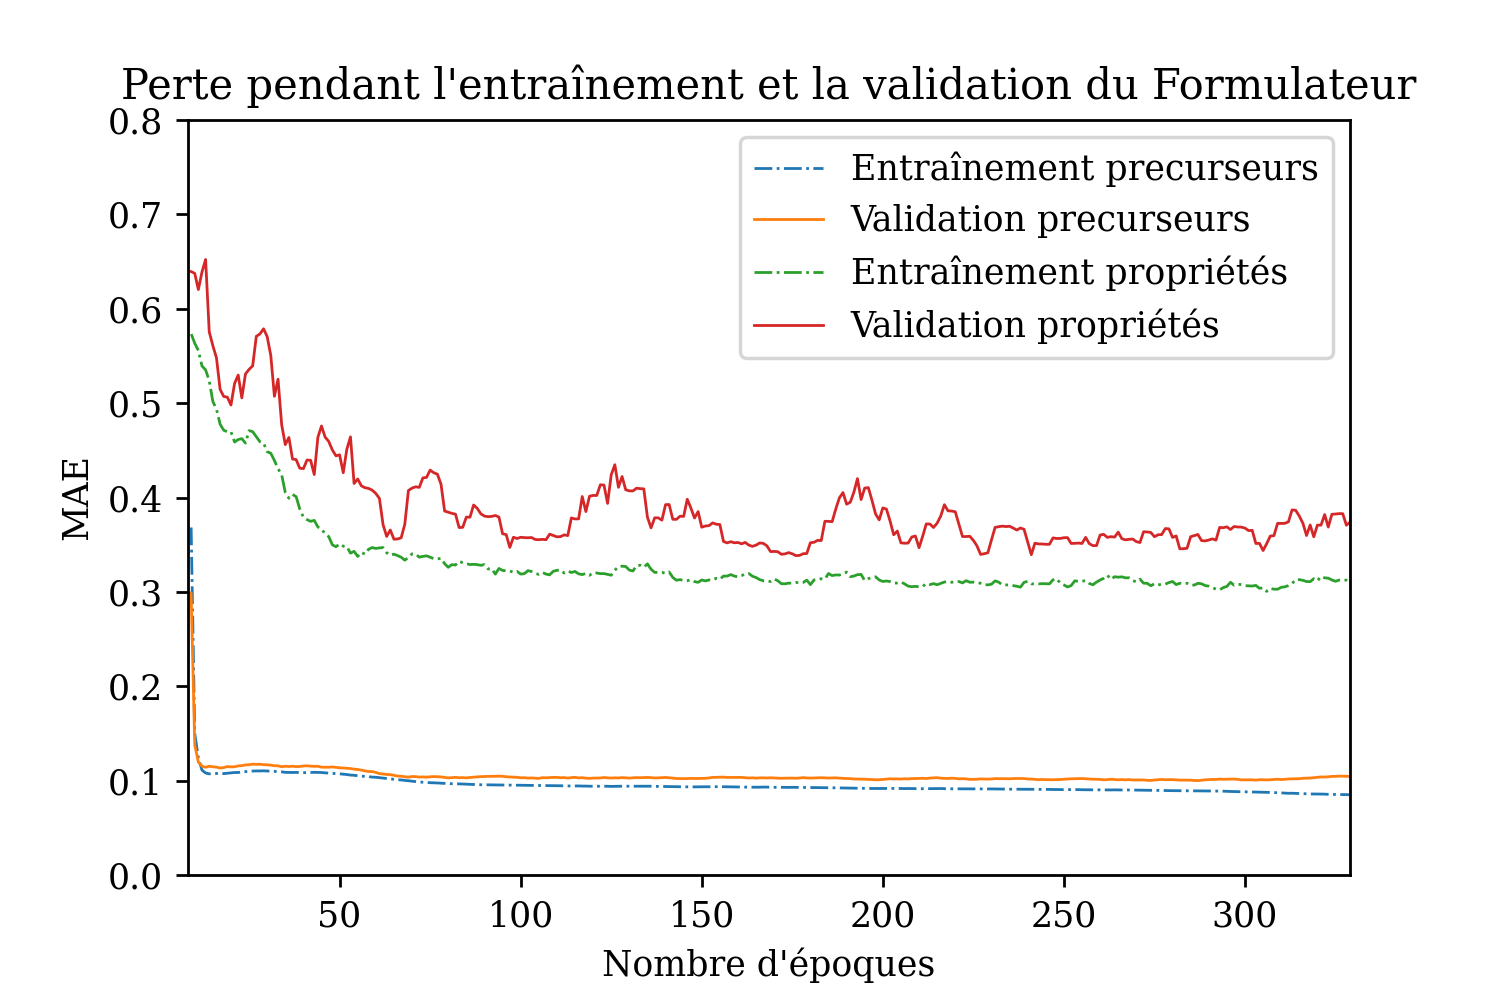 Perte pendant l'entraînement et la validation du Formulateur
0.8
0.7
0.6
0.5
0.4
0.3
0.2
0.1
0.0
MAE
Entraînement precurseurs
Validation precurseurs
Entraînement propriétés
Validation propriétés
50 100 150 200 250 300
Nombre d'époques